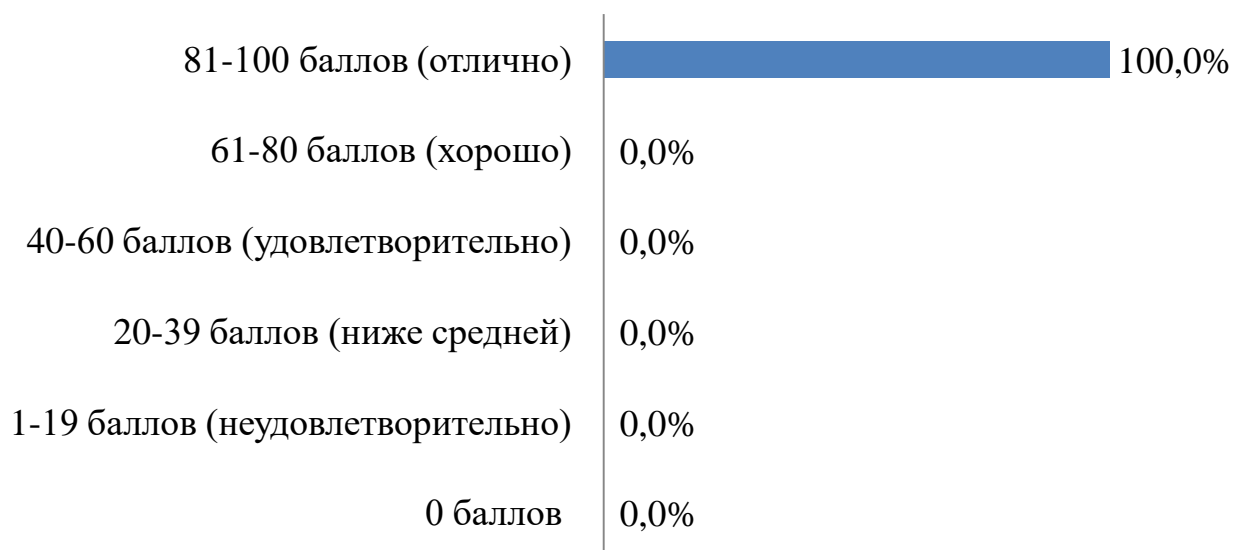 81-100 баллов (отлично) 100,0%
61-80 баллов (хорошо) 0,0%
40-60 баллов (удовлетворительно) 0,0%
20-39 баллов (ниже средней) 0,0%
1-19 баллов (неудовлетворительно) 0,0%
0 баллов 0,0%